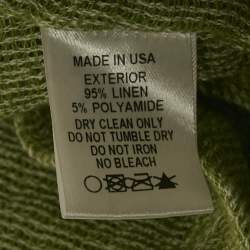 MADE IN USA
EXTERIOR
95% LINEN
5% POLYAMIDE
DRY CLEAN ONLY
DO NOT TUMBLE DRY
DO NOT IRON
NO BLEACH